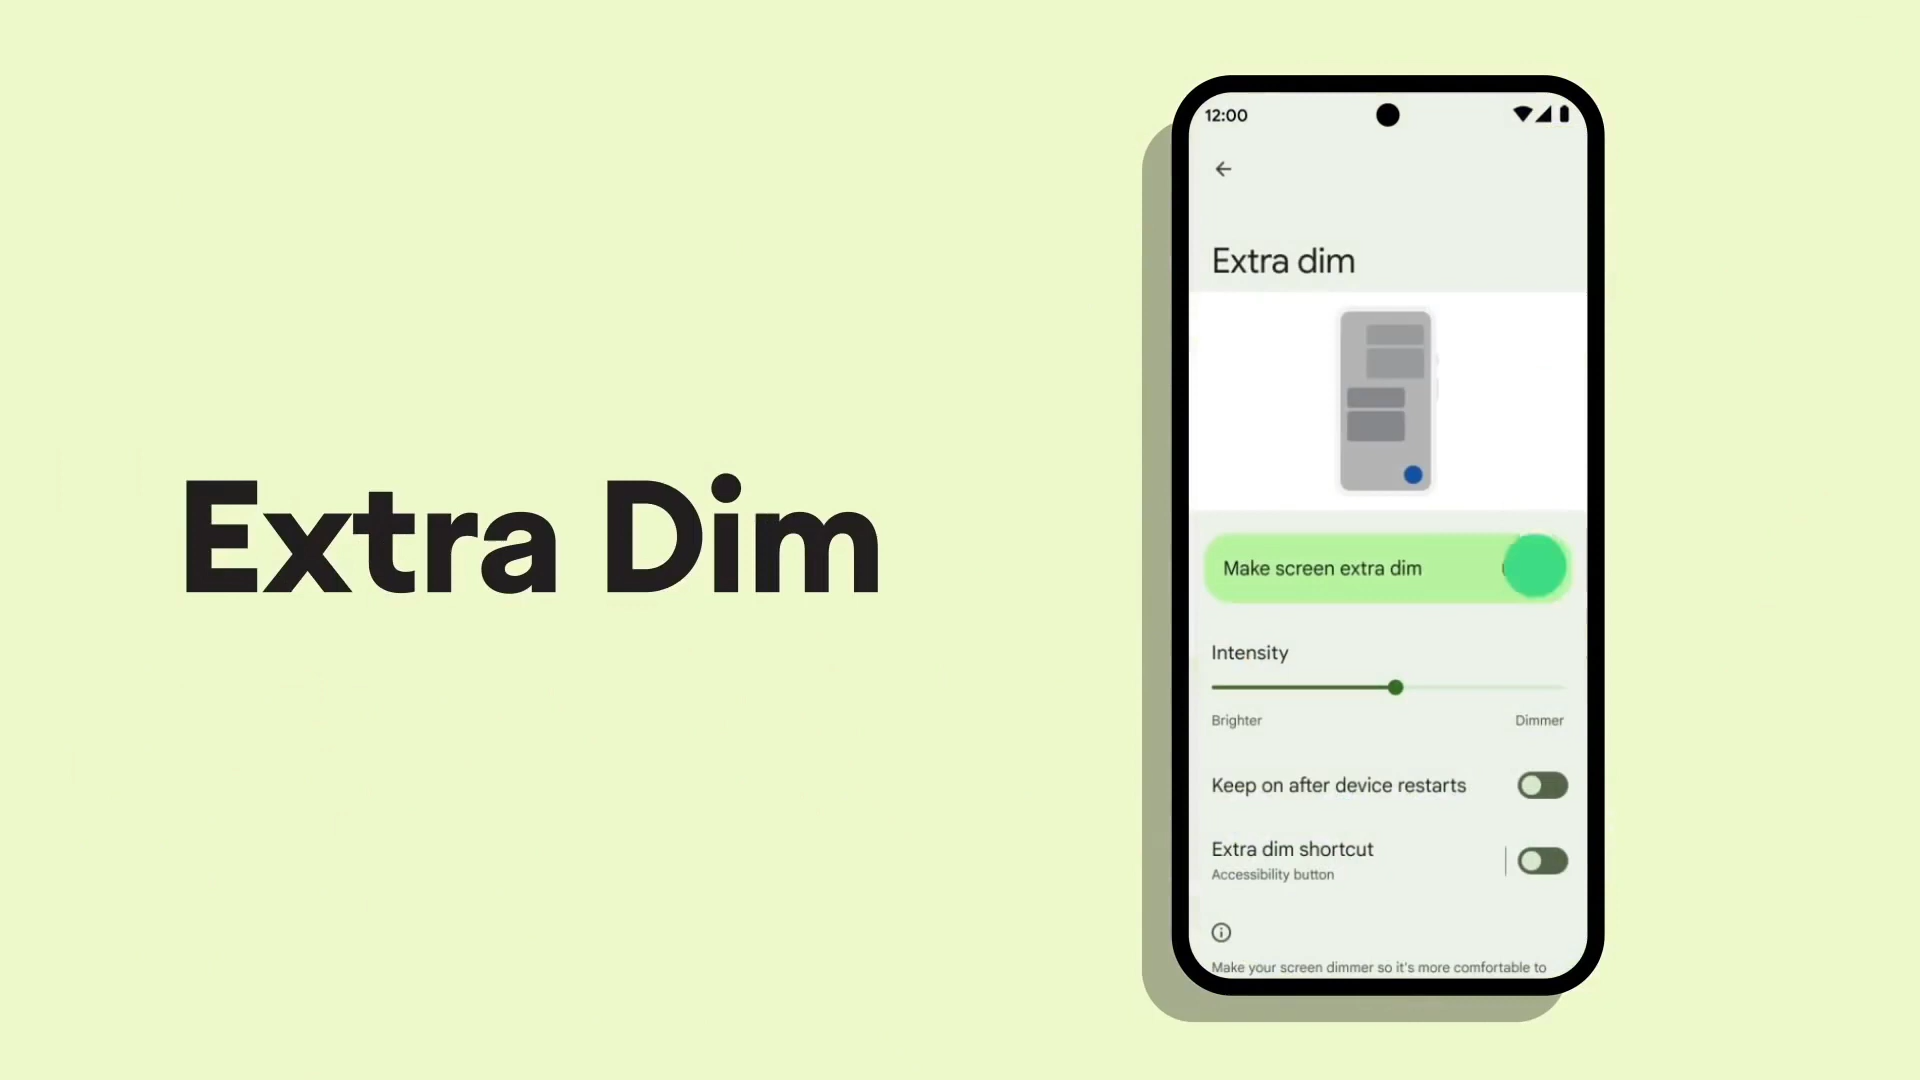 Extra Dim
12:00
Extra dim
Make screen extra dim
Intensity
Brighter
Dimmer
Keep on after device restarts
Extra dim shortcut
Accessibility button
Make your screen dimmer so it's more comfortable to